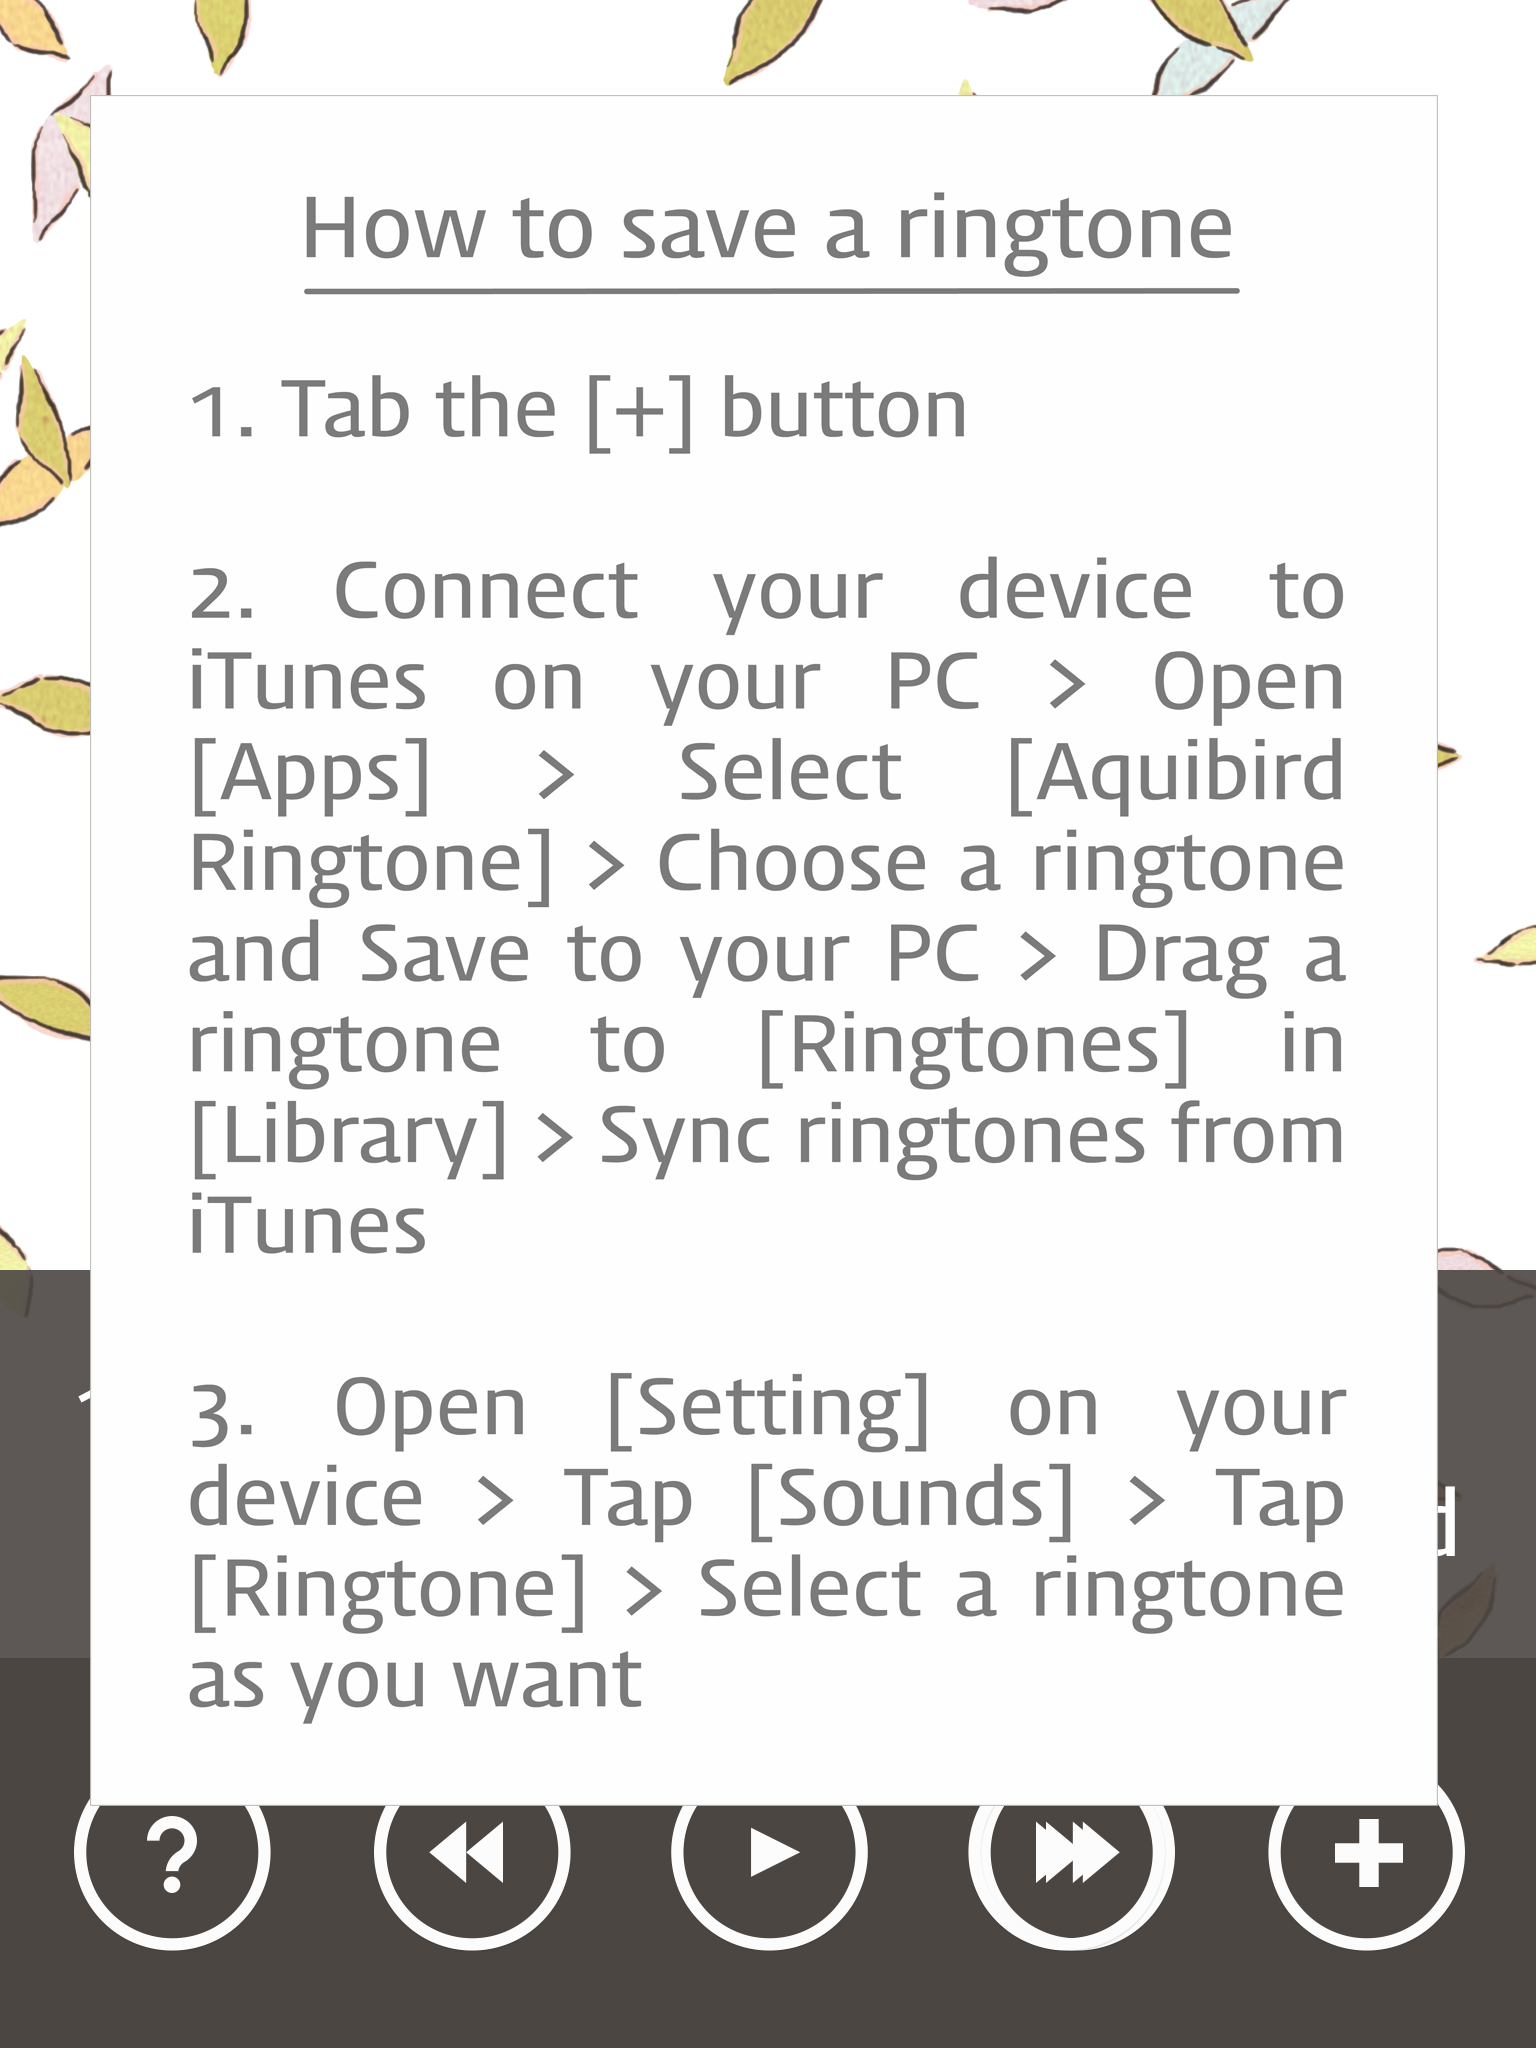 How to save a ringtone
1. Tab the [+] button
2. Connect your device to
iTunes on your PC > Open
[Apps] > Select [Aquibird
Ringtone] > Choose a ringtone
and Save to your PC > Drag a
ringtone to [Ringtones] in
[Library] > Sync ringtones from
iTunes
3. Open [Setting] on your
device > Tap [Sounds] > Tap
[Ringtone] > Select a ringtone
as you want
?